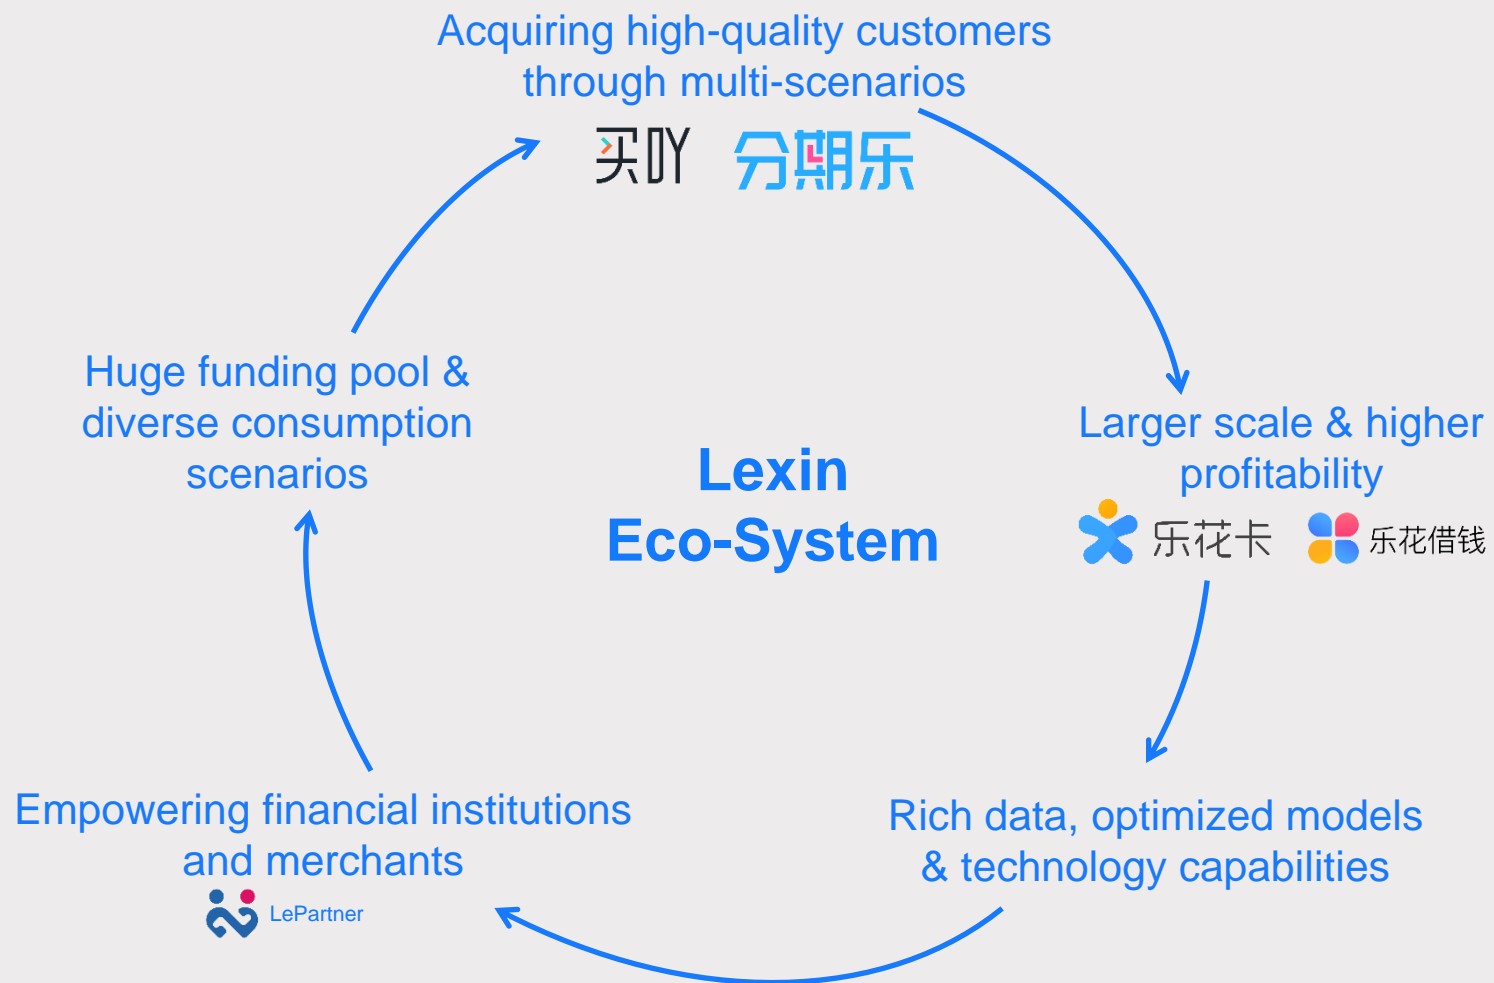 Acquiring high-quality customers
through multi-scenarios
买吖 分期乐
Larger scale & higher
profitability
乐花卡 乐花借钱
Rich data, optimized models
& technology capabilities
Empowering financial institutions
and merchants
LePartner
Huge funding pool &
diverse consumption
scenarios
Lexin
Eco-System